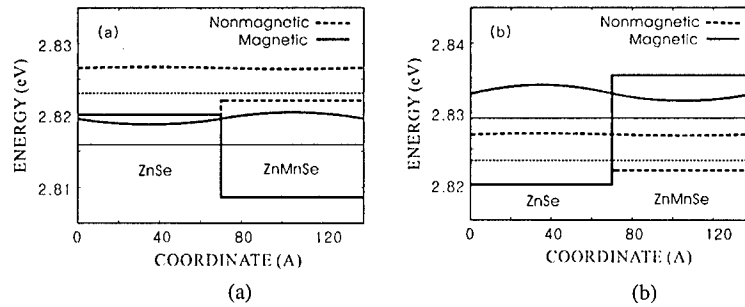 (a)
Nonmagnetic
Magnetic
2.83
2.82
2.81
ENERGY (eV)
ZnSe
ZnMnSe
0
40
80
120
COORDINATE (A)
(a)
(b)
Nonmagnetic
Magnetic
2.84
2.83
2.82
ENERGY (eV)
ZnSe
ZnMnSe
0
40
80
120
COORDINATE (A)
(b)